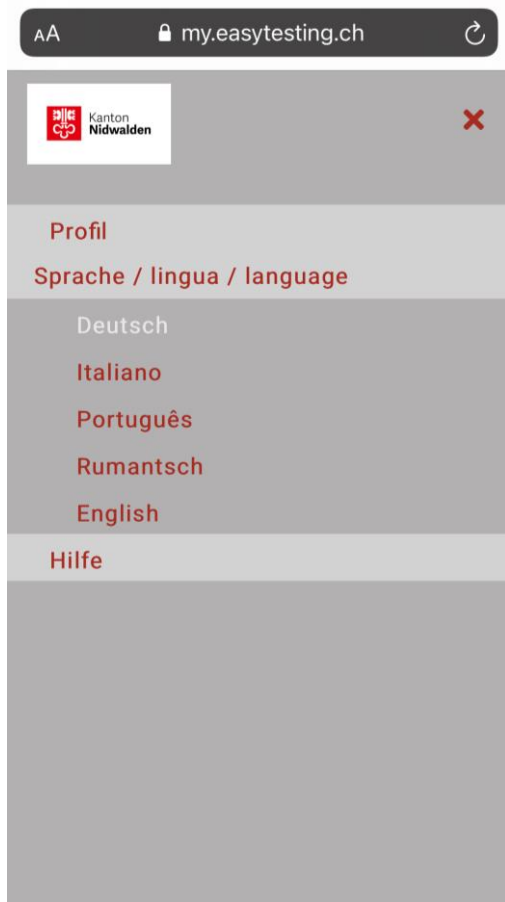 AA my.easytesting.ch
Kanton
Nidwalden
Profil
Sprache / lingua / language
Deutsch
Italiano
Português
Rumantsch
English
Hilfe